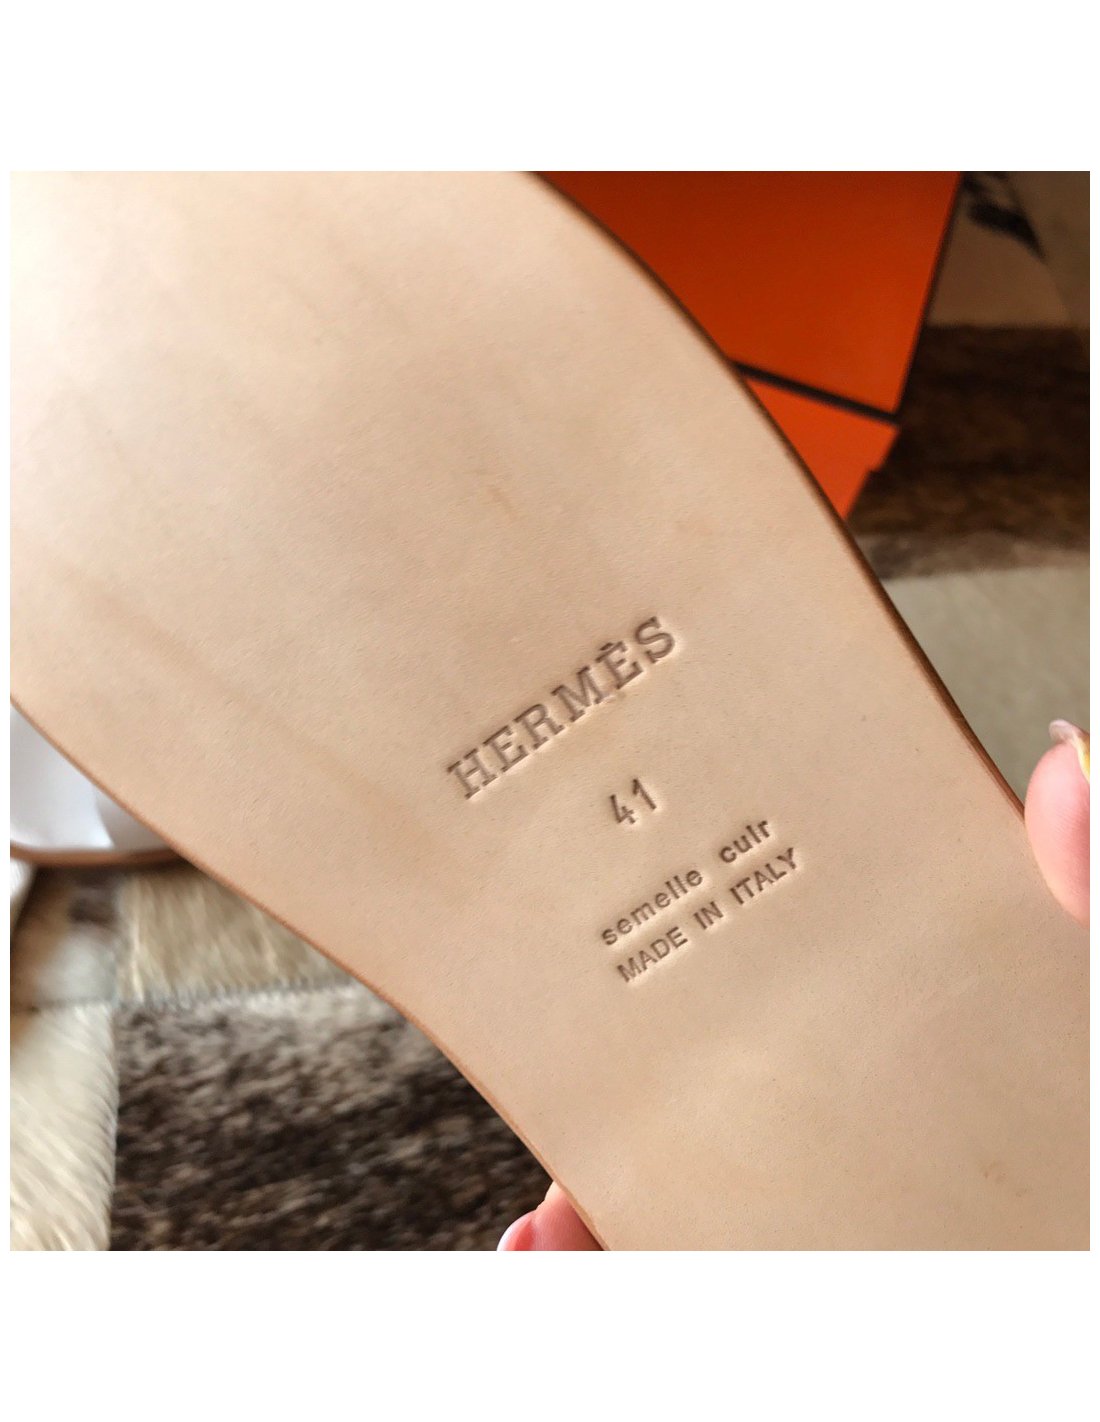 HERMÈS
41
semelle cuir
MADE IN ITALY